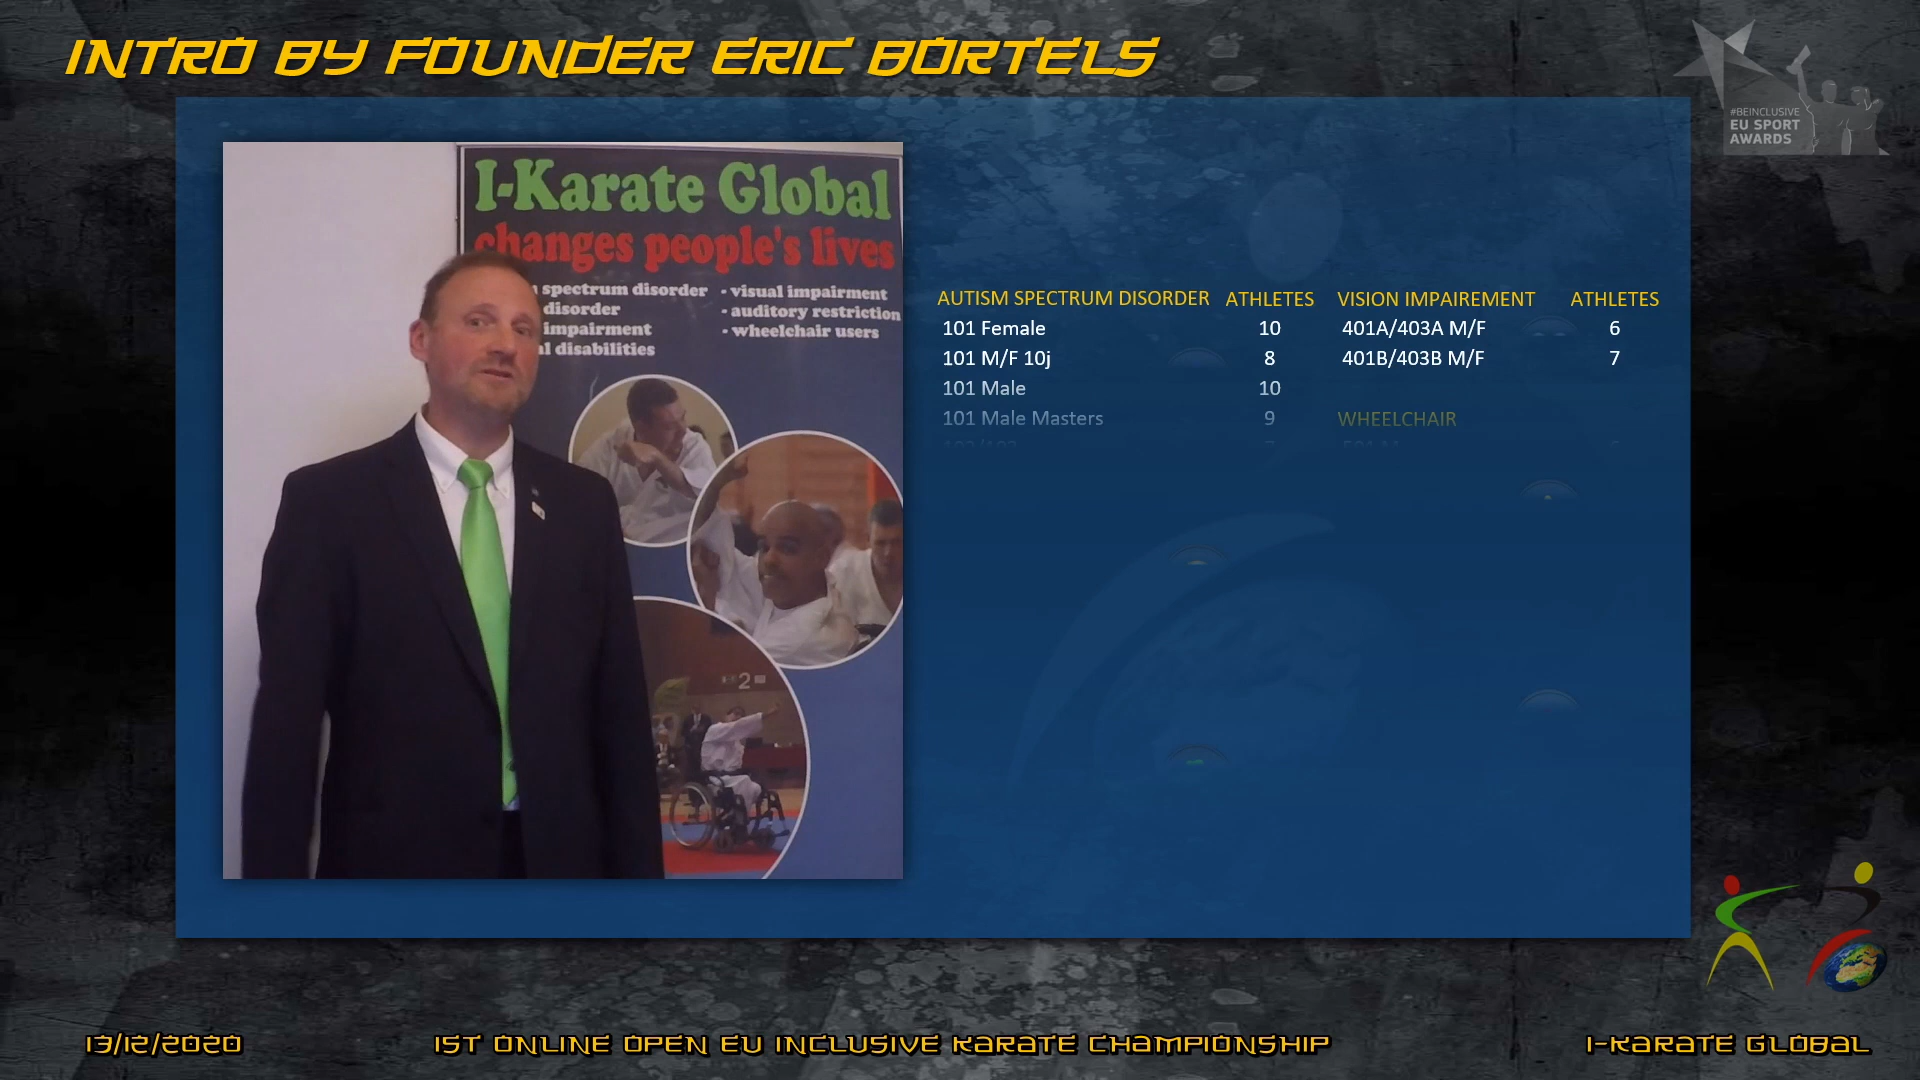 INTRO BY FOUNDER ERIC BORTELS
#BEINCLUSIVE
EU SPORT
AWARDS
I-Karate Global
changes people's lives
spectrum disorder
disorder
impairment
disabilities
- visual impairment
- auditory restriction
- wheelchair users
2
AUTISM SPECTRUM DISORDER ATHLETES
101 Female 10
101 M/F 10j 8
101 Male 10
101 Male Masters 9
VISION IMPAIREMENT ATHLETES
401A/403A M/F 6
401B/403B M/F 7
WHEELCHAIR
13/12/2020
1ST ONLINE OPEN EU INCLUSIVE KARATE CHAMPIONSHIP
I-KARATE GLOBAL